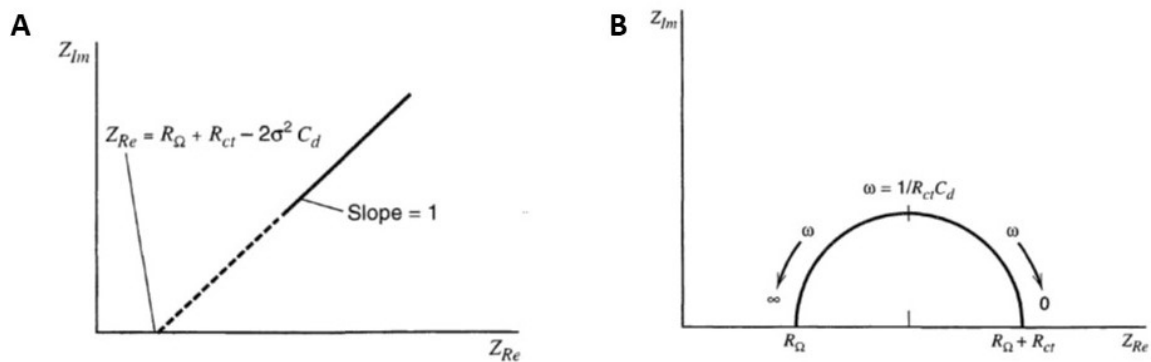 A
Z_Im
Z_Re = R_Ω + R_ct − 2σ² C_d
Slope = 1
Z_Re
B
Z_Im
ω = 1/R_ct C_d
ω
ω
∞
0
R_Ω
R_Ω + R_ct
Z_Re